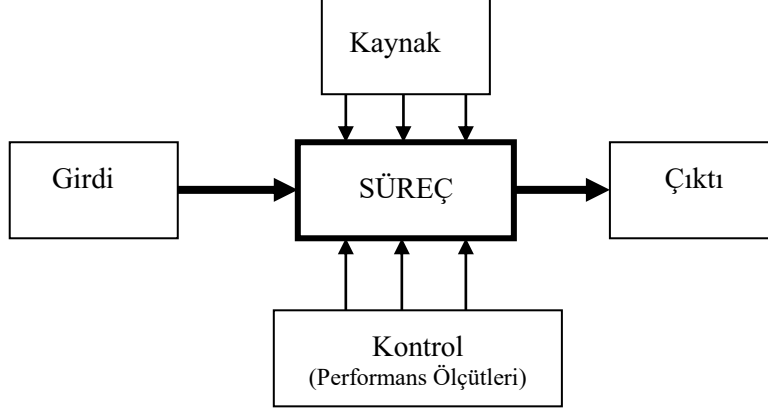 Kaynak
Girdi
SÜREÇ
Çıktı
Kontrol
(Performans Ölçütleri)